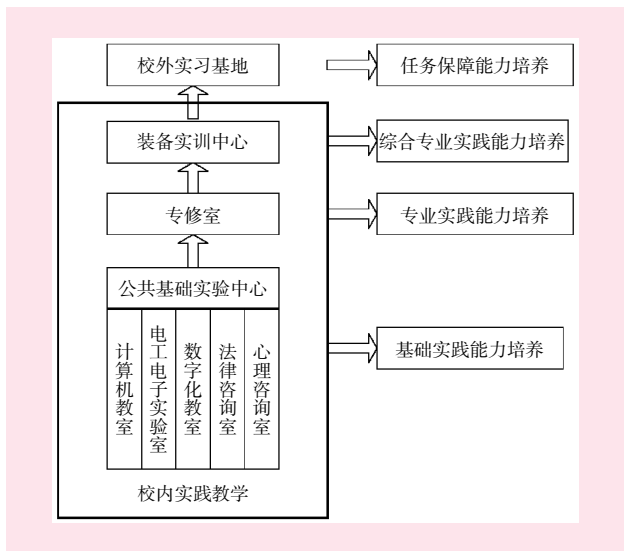 校外实习基地
任务保障能力培养
装备实训中心
综合专业实践能力培养
专修室
专业实践能力培养
公共基础实验中心
计算机教室
电工电子实验室
数字化教室
法律咨询室
心理咨询室
基础实践能力培养
校内实践教学